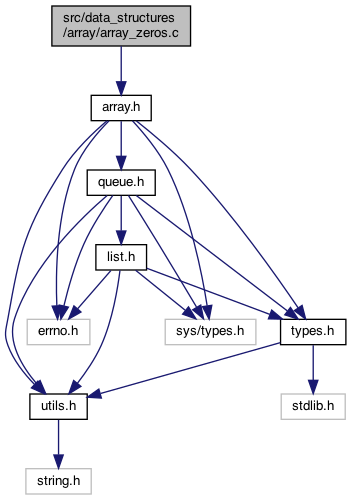 src/data_structures
/array/array_zeros.c
array.h
queue.h
list.h
errno.h
sys/types.h
types.h
utils.h
stdlib.h
string.h